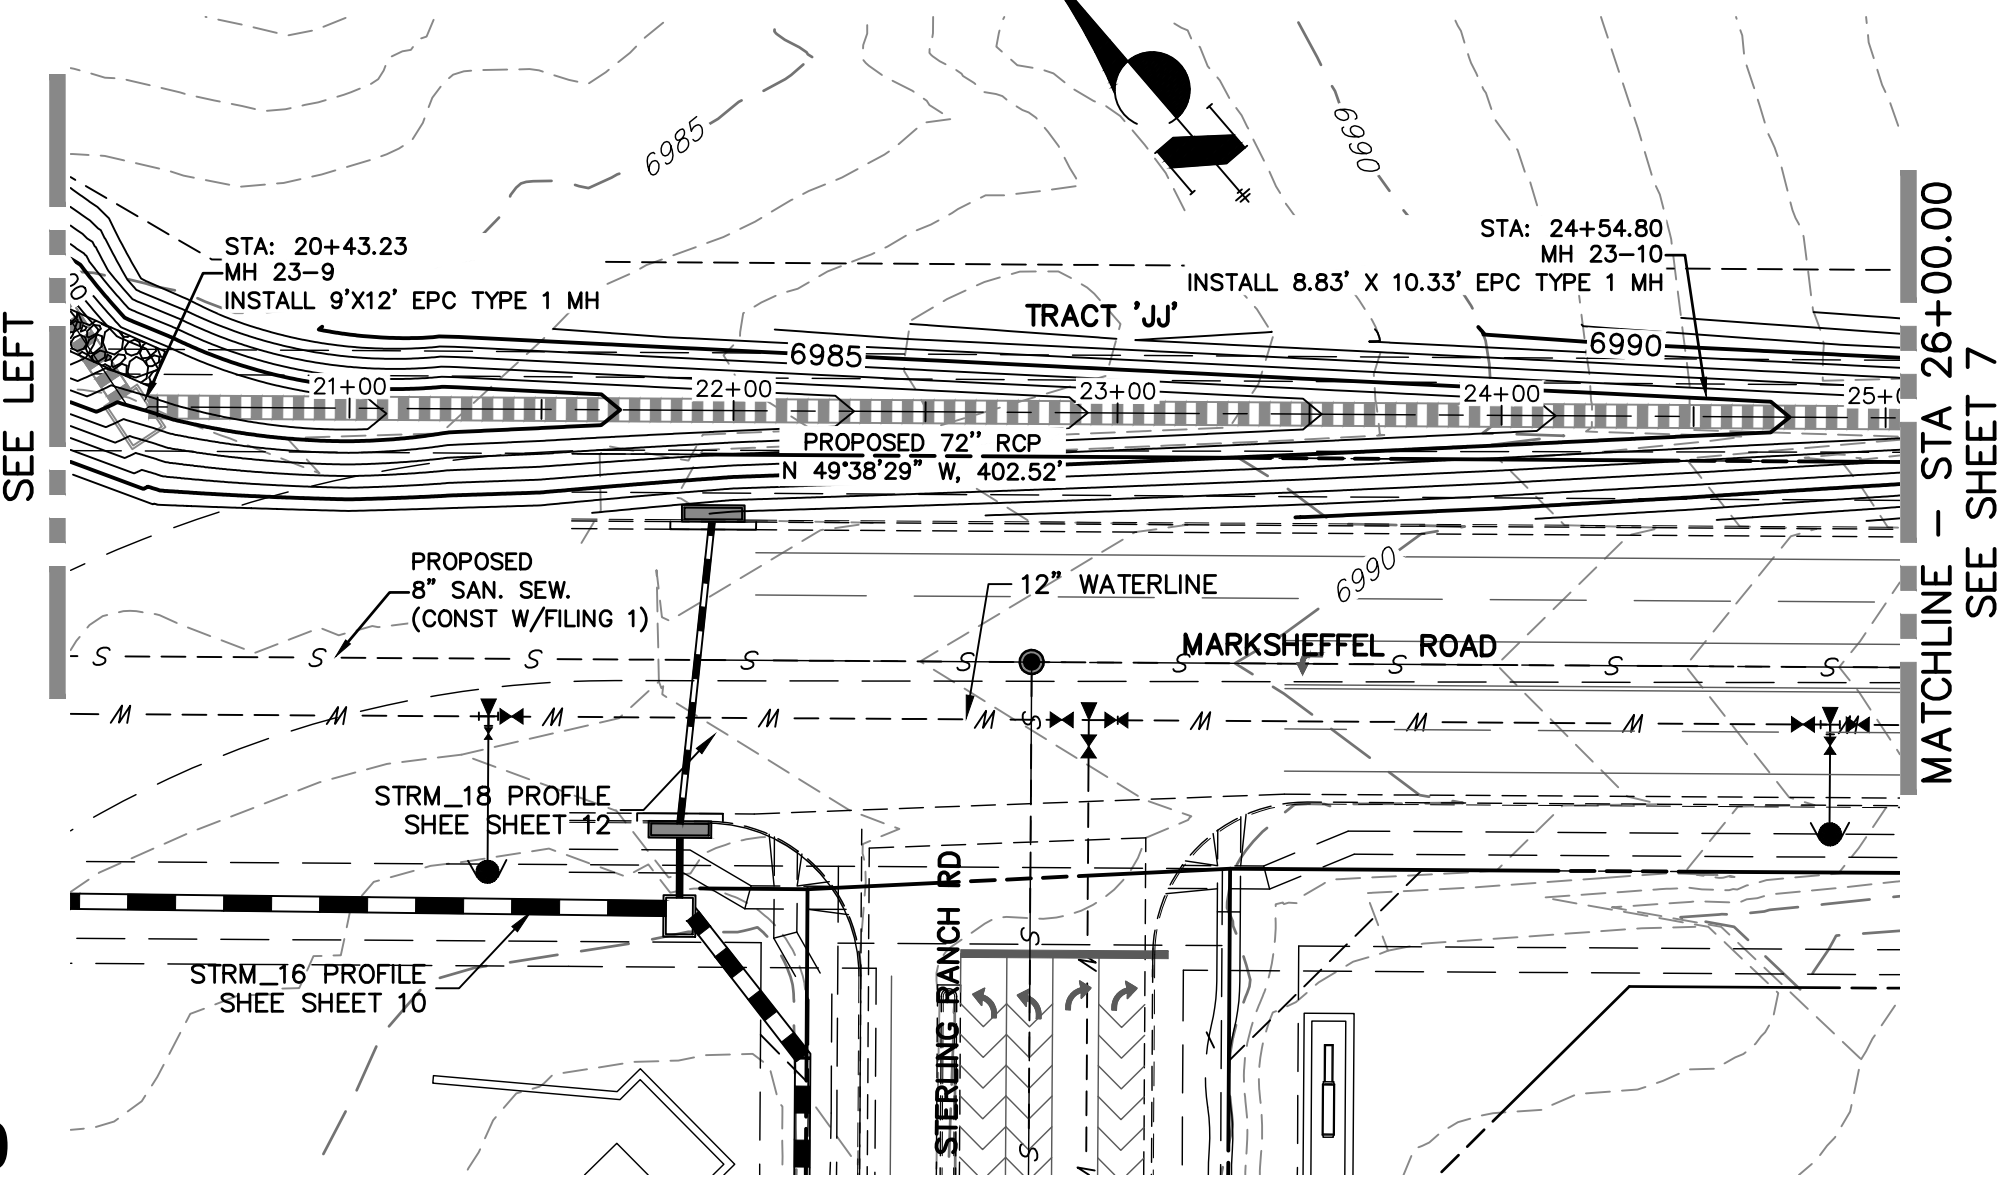 6985
6990
STA: 20+43.23
MH 23-9
INSTALL 9'X12' EPC TYPE 1 MH
STA: 24+54.80
MH 23-10
INSTALL 8.83' X 10.33' EPC TYPE 1 MH
TRACT 'JJ'
6985
6990
21+00
22+00
23+00
24+00
25+0
PROPOSED 72" RCP
N 49°38'29" W, 402.52'
SEE LEFT
MATCHLINE - STA 26+00.00
SEE SHEET 7
PROPOSED
8" SAN. SEW.
(CONST W/FILING 1)
12" WATERLINE
6990
MARKSHEFFEL ROAD
S S S S S S S S S
W W W W W W W W W
S
STRM_18 PROFILE
SHEE SHEET 12
STRM_16 PROFILE
SHEE SHEET 10
STERLING RANCH RD
S
W
S
W